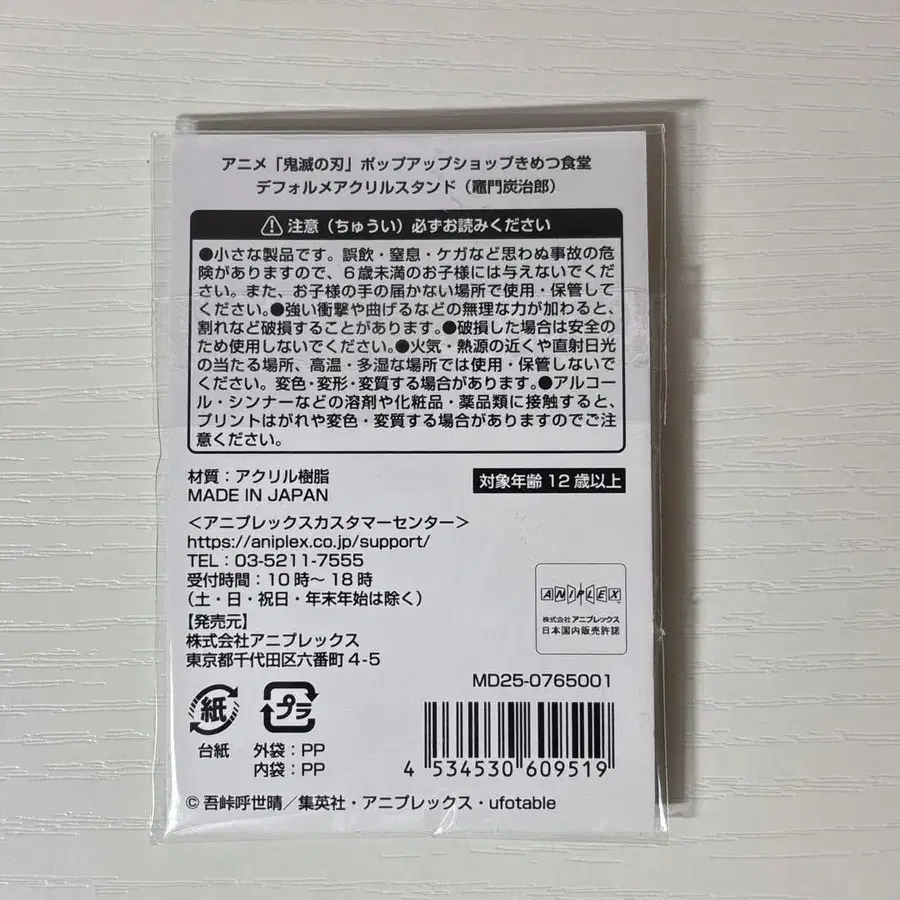 アニメ「鬼滅の刃」ポップアップショップきめつ食堂
デフォルメアクリルスタンド（竈門炭治郎）
注意（ちゅうい）必ずお読みください
●小さな製品です。誤飲・窒息・ケガなど思わぬ事故の危
険がありますので、6歳未満のお子様には与えないでくだ
さい。また、お子様の手の届かない場所で使用・保管して
ください。●強い衝撃や曲げるなどの無理な力が加わると、
割れなど破損することがあります。●破損した場合は安全の
ため使用しないでください。●火気・熱源の近くや直射日光
の当たる場所、高温・多湿な場所では使用・保管しないで
ください。変色・変形・変質する場合があります。●アルコー
ル・シンナーなどの溶剤や化粧品・薬品類に接触すると、
プリントはがれや変色・変質する場合がありますのでご注
意ください。
材質：アクリル樹脂
MADE IN JAPAN
対象年齢 12歳以上
＜アニプレックスカスタマーセンター＞
https://aniplex.co.jp/support/
TEL：03-5211-7555
受付時間：10時～18時
（土・日・祝日・年末年始は除く）
【発売元】
株式会社アニプレックス
東京都千代田区六番町4-5
ANIPLEX
株式会社アニプレックス
日本国内販売許諾
MD25-0765001
紙
プラ
台紙
外袋：PP
内袋：PP
4 534530 609519
© 吾峠呼世晴／集英社・アニプレックス・ufotable